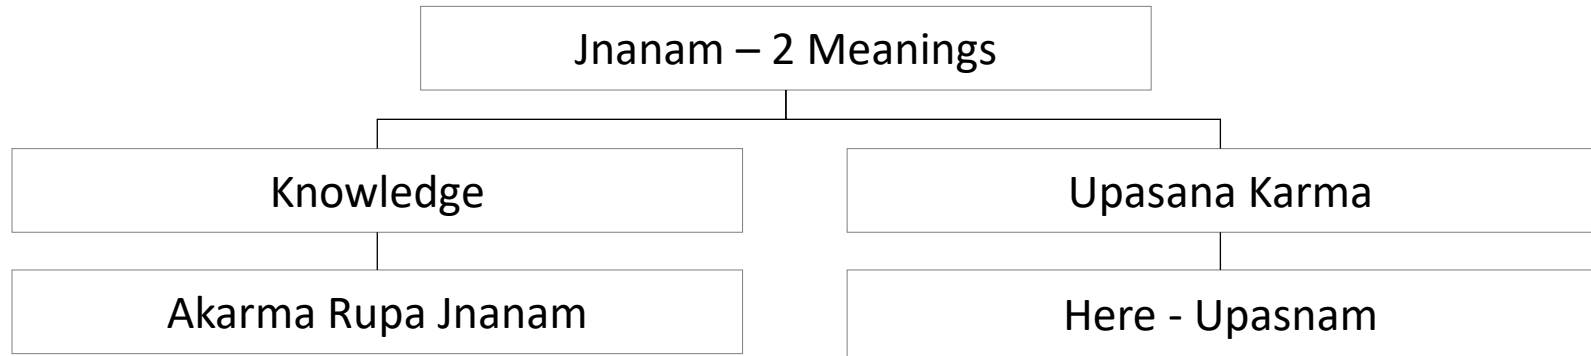 Jnanam – 2 Meanings
Knowledge
Upasana Karma
Akarma Rupa Jnanam
Here - Upasnam